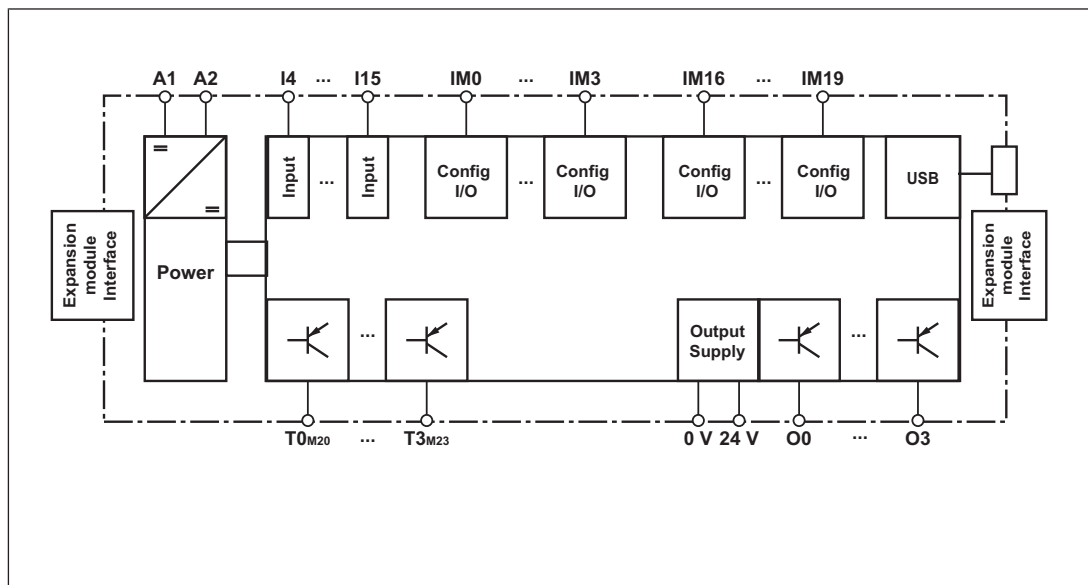 A1 A2 I4 ... I15 IM0 ... IM3 IM16 ... IM19
Input ... Input Config I/O ... Config I/O Config I/O ... Config I/O USB
Expansion module Interface
Power
Expansion module Interface
... Output Supply ...
T0M20 ... T3M23 0 V 24 V O0 ... O3